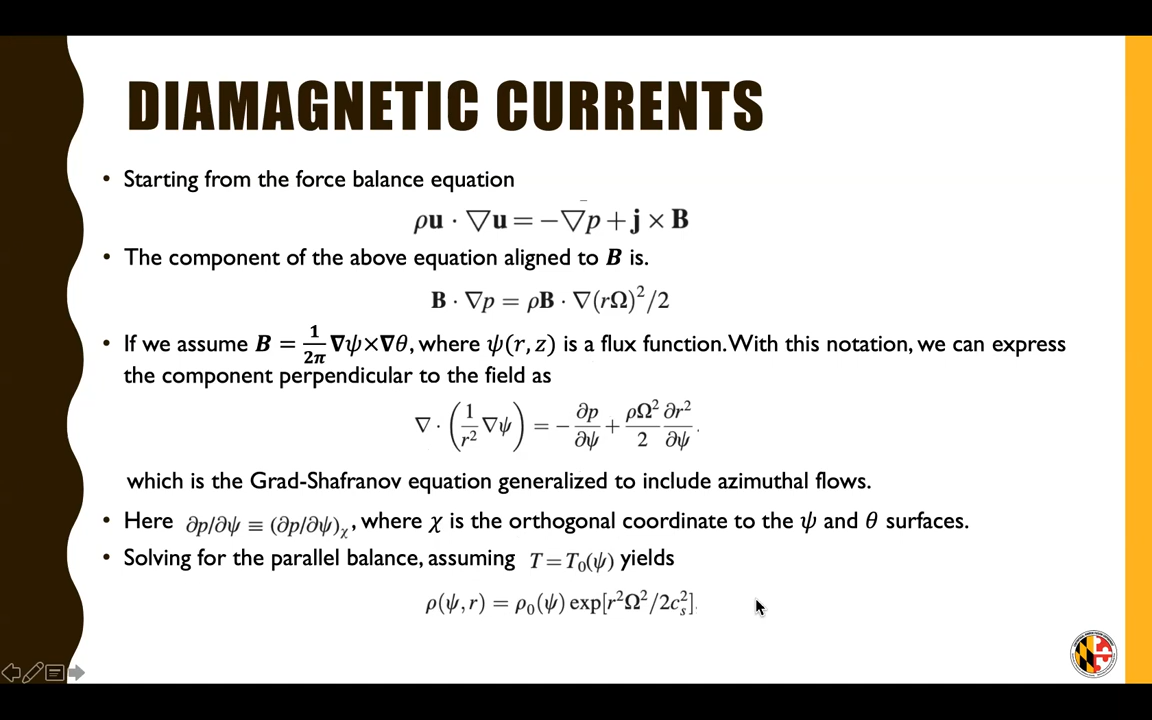 DIAMAGNETIC CURRENTS
• Starting from the force balance equation
ρu · ∇u = −∇p + j × B
• The component of the above equation aligned to B is.
B · ∇p = ρB · ∇(rΩ)²/2
• If we assume B = 1/2π ∇ψ×∇θ, where ψ(r, z) is a flux function. With this notation, we can express
the component perpendicular to the field as
∇ · (1/r² ∇ψ) = − ∂p/∂ψ + ρΩ²/2 ∂r²/∂ψ .
which is the Grad-Shafranov equation generalized to include azimuthal flows.
• Here ∂p/∂ψ ≡ (∂p/∂ψ)χ, where χ is the orthogonal coordinate to the ψ and θ surfaces.
• Solving for the parallel balance, assuming T = T₀(ψ) yields
ρ(ψ, r) = ρ₀(ψ) exp[r²Ω²/2cₛ²].